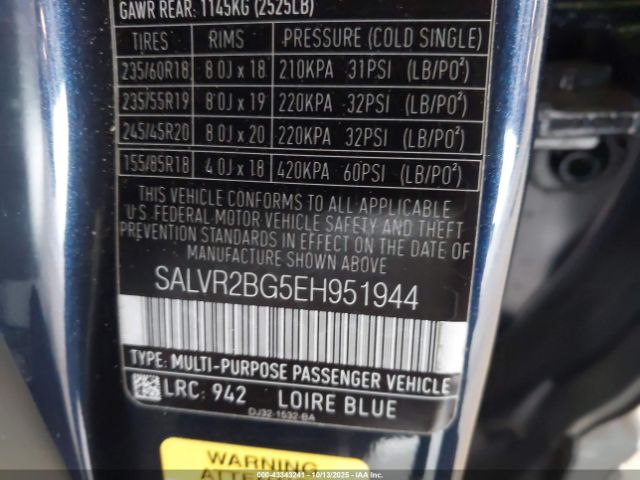 GAWR REAR: 1145KG (2525LB)
TIRES RIMS PRESSURE (COLD SINGLE)
235/60R18 8.0J x 18 210KPA 31PSI (LB/PO²)
235/55R19 8.0J x 19 220KPA 32PSI (LB/PO²)
245/45R20 8.0J x 20 220KPA 32PSI (LB/PO²)
155/85R18 4.0J x 18 420KPA 60PSI (LB/PO²)
THIS VEHICLE CONFORMS TO ALL APPLICABLE
U.S. FEDERAL MOTOR VEHICLE SAFETY AND THEFT
PREVENTION STANDARDS IN EFFECT ON THE DATE OF
MANUFACTURE SHOWN ABOVE
SALVR2BG5EH951944
TYPE: MULTI-PURPOSE PASSENGER VEHICLE
LRC: 942 LOIRE BLUE
DJ32-1532-BA
WARNING
© - 43343241 - 10/13/2025 - IAA Holdings, LLC